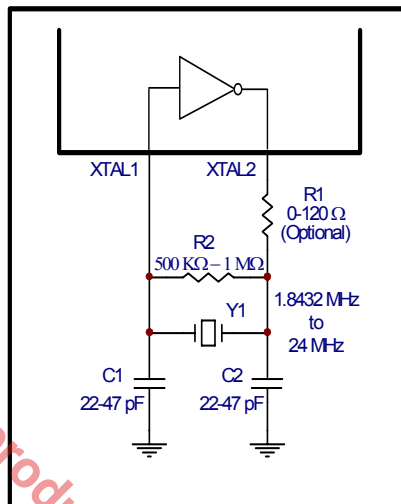 XTAL1
XTAL2
R1
0-120 Ω
(Optional)
R2
500 KΩ – 1 MΩ
Y1
1.8432 MHz
to
24 MHz
C1
22-47 pF
C2
22-47 pF
produ